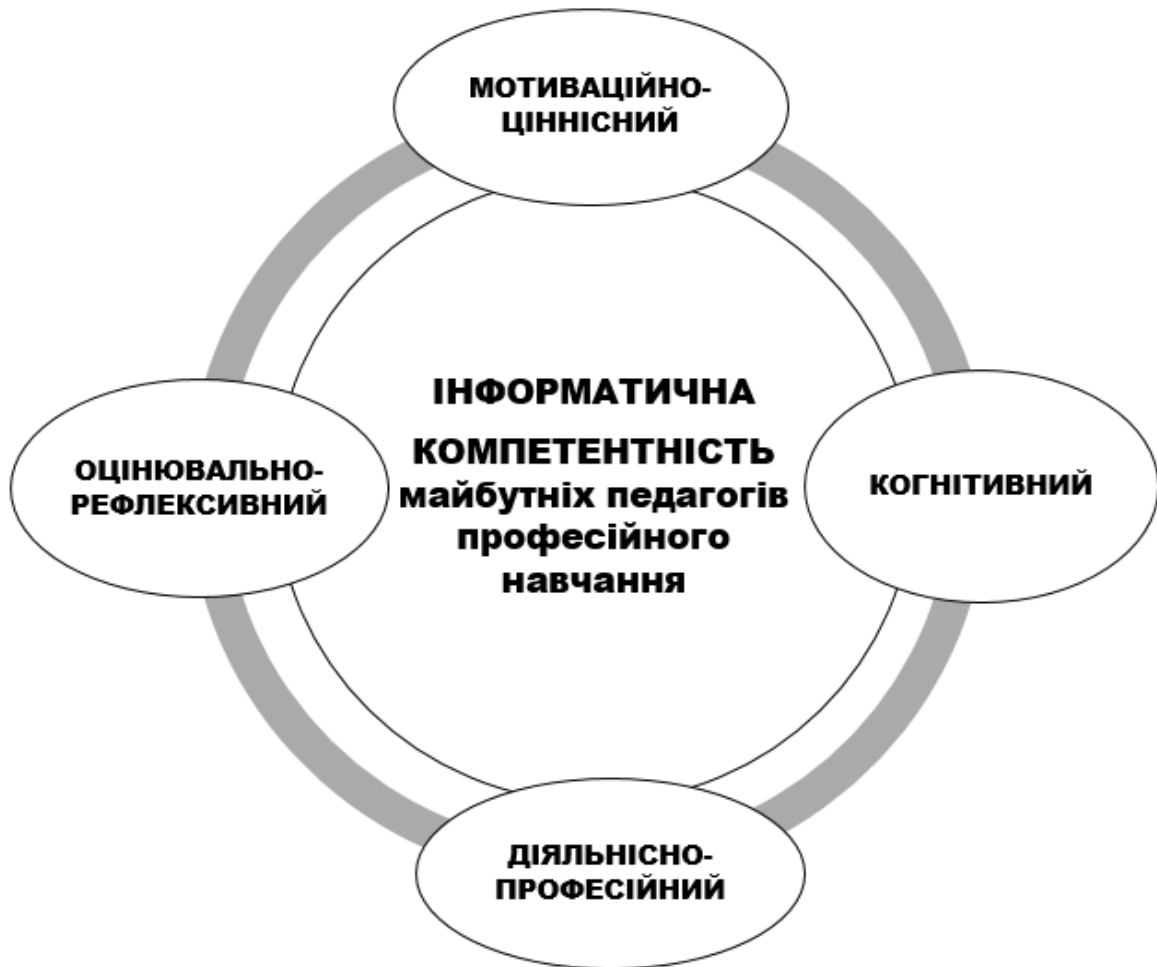 МОТИВАЦІЙНО-
ЦІННІСНИЙ
ІНФОРМАТИЧНА
КОМПЕТЕНТНІСТЬ
майбутніх педагогів
професійного
навчання
ОЦІНЮВАЛЬНО-
РЕФЛЕКСИВНИЙ
КОГНІТИВНИЙ
ДІЯЛЬНІСНО-
ПРОФЕСІЙНИЙ